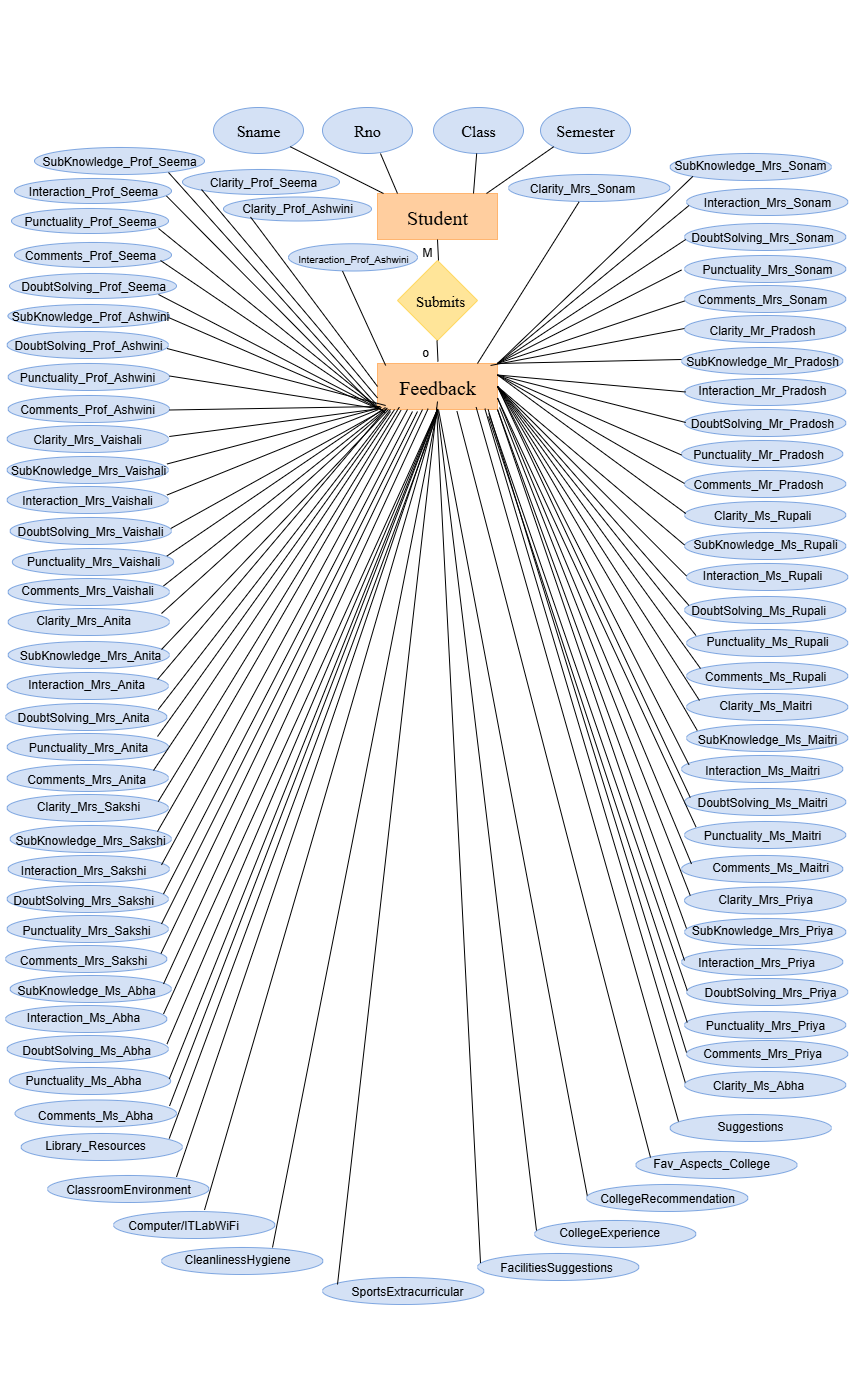 Sname
Rno
Class
Semester
SubKnowledge_Prof_Seema
Clarity_Prof_Seema
Clarity_Mrs_Sonam
SubKnowledge_Mrs_Sonam
Interaction_Prof_Seema
Clarity_Prof_Ashwini
Student
Interaction_Mrs_Sonam
Punctuality_Prof_Seema
DoubtSolving_Mrs_Sonam
Comments_Prof_Seema
Interaction_Prof_Ashwini
M
Punctuality_Mrs_Sonam
DoubtSolving_Prof_Seema
Submits
Comments_Mrs_Sonam
SubKnowledge_Prof_Ashwini
Clarity_Mr_Pradosh
DoubtSolving_Prof_Ashwini
o
SubKnowledge_Mr_Pradosh
Punctuality_Prof_Ashwini
Feedback
Interaction_Mr_Pradosh
Comments_Prof_Ashwini
DoubtSolving_Mr_Pradosh
Clarity_Mrs_Vaishali
Punctuality_Mr_Pradosh
SubKnowledge_Mrs_Vaishali
Comments_Mr_Pradosh
Interaction_Mrs_Vaishali
Clarity_Ms_Rupali
DoubtSolving_Mrs_Vaishali
SubKnowledge_Ms_Rupali
Punctuality_Mrs_Vaishali
Interaction_Ms_Rupali
Comments_Mrs_Vaishali
DoubtSolving_Ms_Rupali
Clarity_Mrs_Anita
Punctuality_Ms_Rupali
SubKnowledge_Mrs_Anita
Comments_Ms_Rupali
Interaction_Mrs_Anita
Clarity_Ms_Maitri
DoubtSolving_Mrs_Anita
SubKnowledge_Ms_Maitri
Punctuality_Mrs_Anita
Interaction_Ms_Maitri
Comments_Mrs_Anita
DoubtSolving_Ms_Maitri
Clarity_Mrs_Sakshi
Punctuality_Ms_Maitri
SubKnowledge_Mrs_Sakshi
Comments_Ms_Maitri
Interaction_Mrs_Sakshi
Clarity_Mrs_Priya
DoubtSolving_Mrs_Sakshi
SubKnowledge_Mrs_Priya
Punctuality_Mrs_Sakshi
Interaction_Mrs_Priya
Comments_Mrs_Sakshi
DoubtSolving_Mrs_Priya
SubKnowledge_Ms_Abha
Punctuality_Mrs_Priya
Interaction_Ms_Abha
Comments_Mrs_Priya
DoubtSolving_Ms_Abha
Clarity_Ms_Abha
Punctuality_Ms_Abha
Comments_Ms_Abha
Suggestions
Library_Resources
Fav_Aspects_College
ClassroomEnvironment
CollegeRecommendation
Computer/ITLabWiFi
CollegeExperience
CleanlinessHygiene
FacilitiesSuggestions
SportsExtracurricular